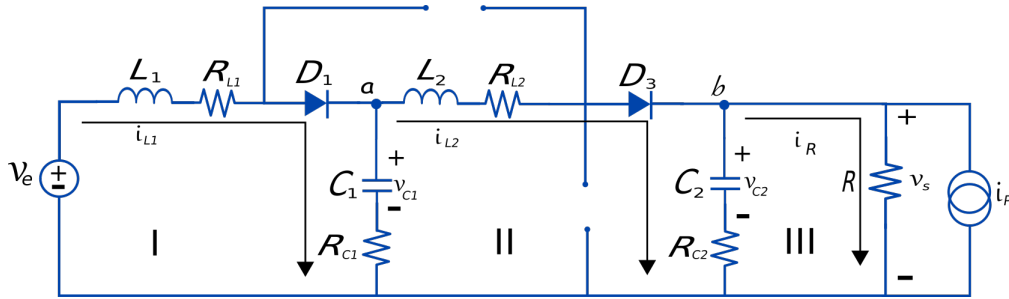 L1 RL1 D1 a L2 RL2 D3 b
+
iL1 iL2 iR
ve + - C1 + vC1 - C2 + vC2 - R vs
I RC1 II RC2 III
-